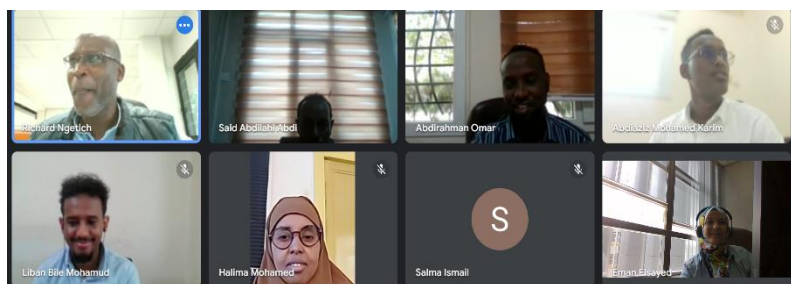 Richard Ngetich
Said Abdilahi Abdi
Abdirahman Omar
Abdiaziz Mohamed Karim
Liban Bile Mohamud
Halima Mohamed
S
Salma Ismail
Eman Elsayed